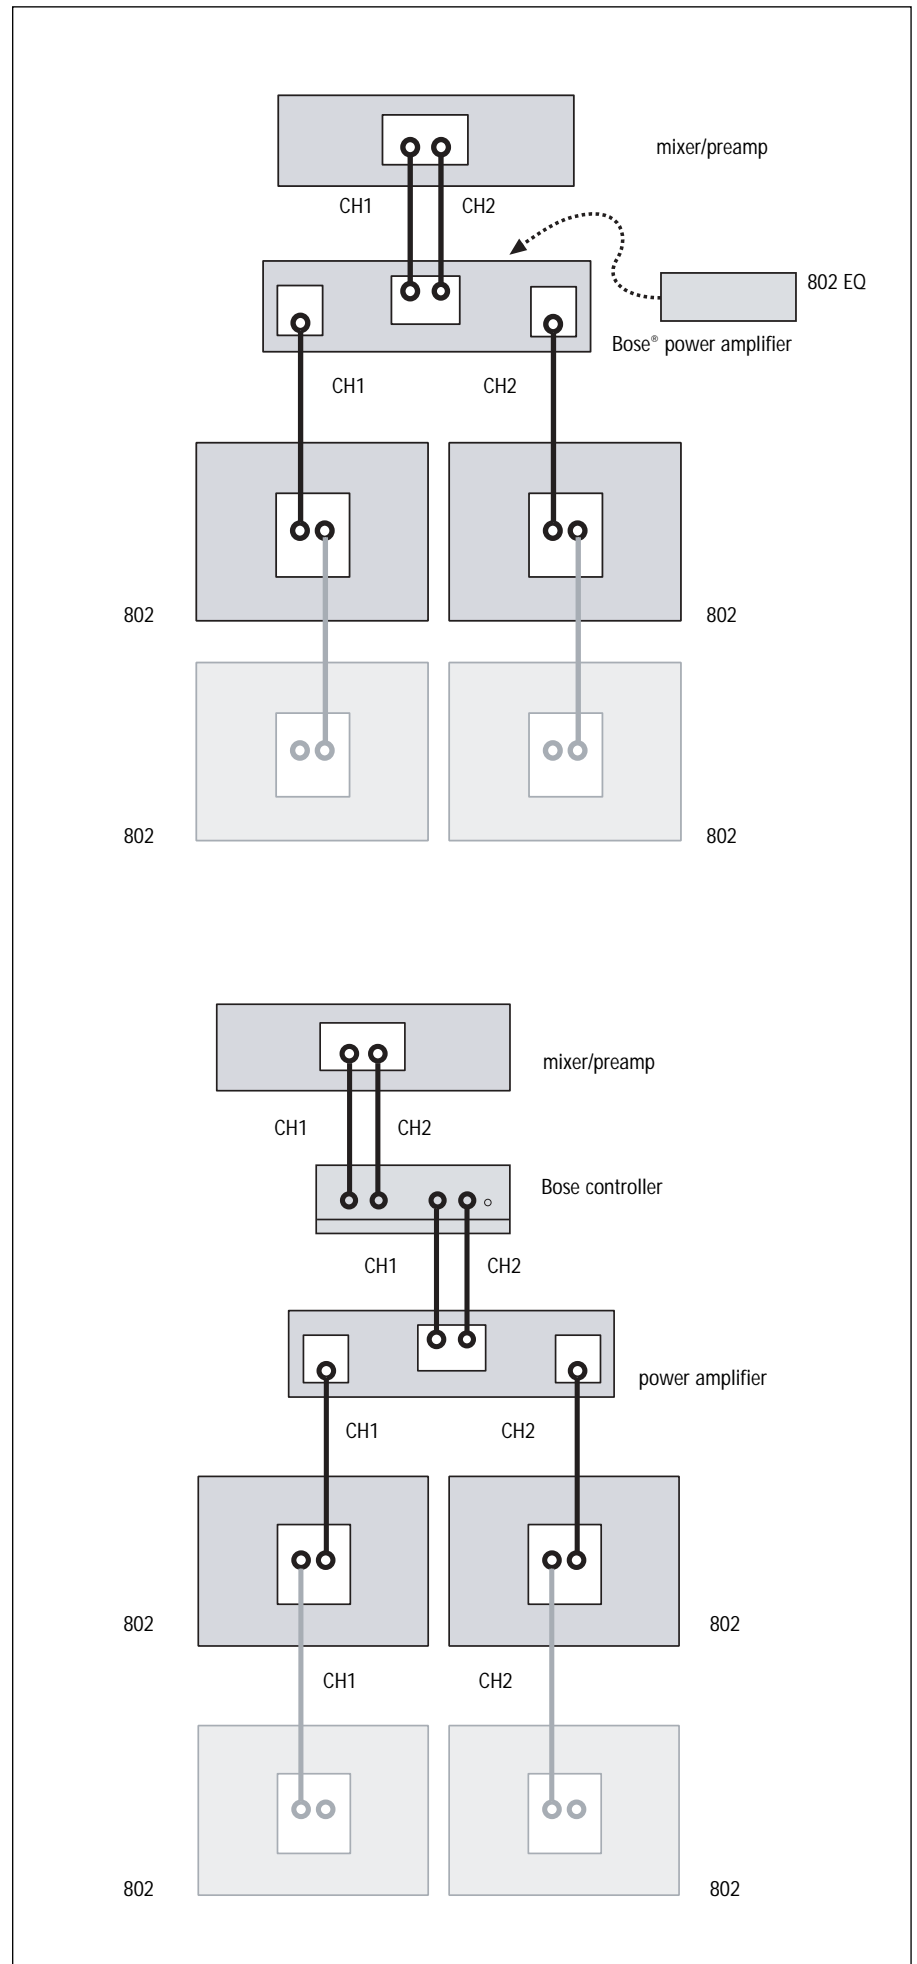 mixer/preamp
CH1 CH2
802 EQ
Bose® power amplifier
CH1 CH2
802 802
802 802
mixer/preamp
CH1 CH2
Bose controller
CH1 CH2
power amplifier
CH1 CH2
802 802
CH1 CH2
802 802